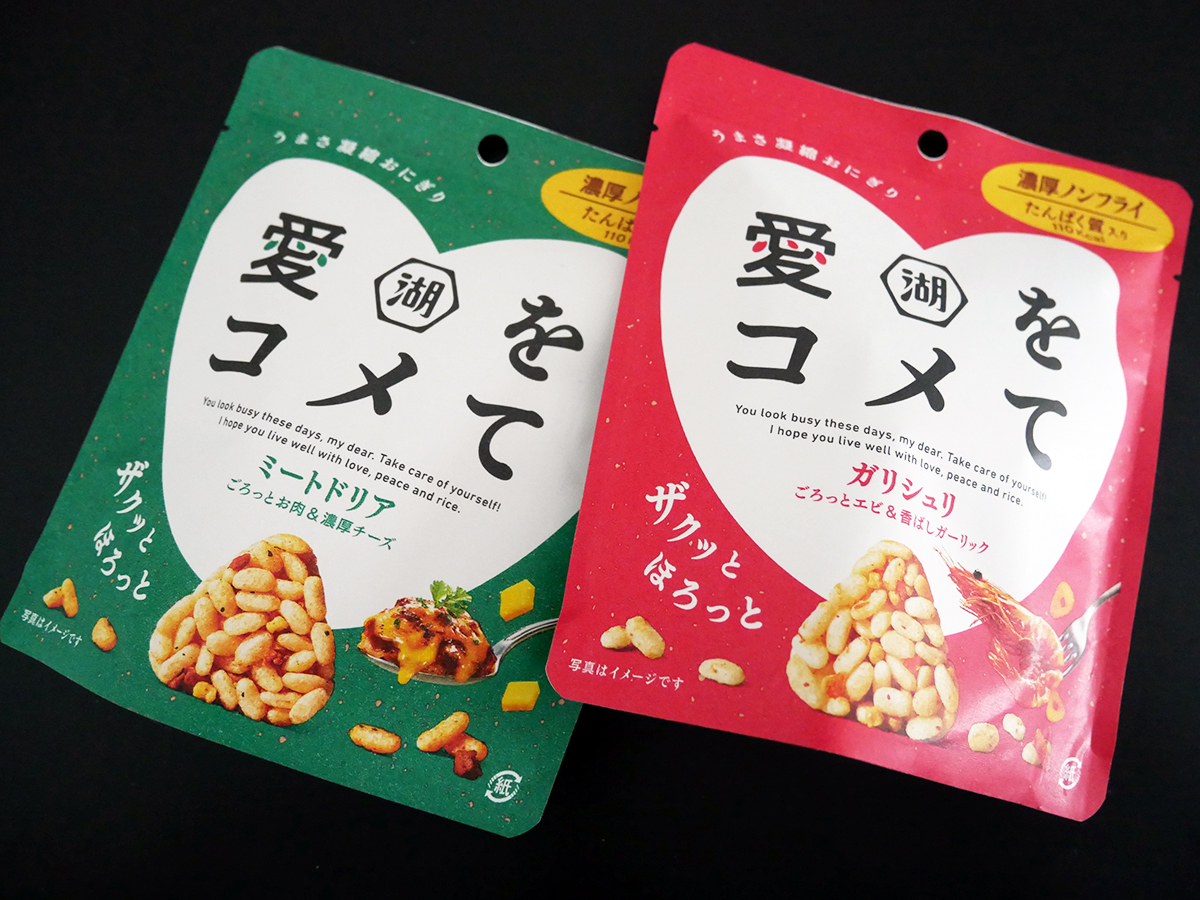 うまさ凝縮おにぎり
濃厚ノ
たんぱ
110
愛を
湖
コメて
You look busy these days, my dear. Take care of yourself!
I hope you live well with love, peace and rice.
ミートドリア
ごろっとお肉&濃厚チーズ
ザクッと
ほろっと
写真はイメージです
紙
うまさ凝縮おにぎり
濃厚ノンフライ
たんぱく質入り
110kcal
愛を
湖
コメて
You look busy these days, my dear. Take care of yourself!
I hope you live well with love, peace and rice.
ガリシュリ
ごろっとエビ&香ばしガーリック
ザクッと
ほろっと
写真はイメージです
紙